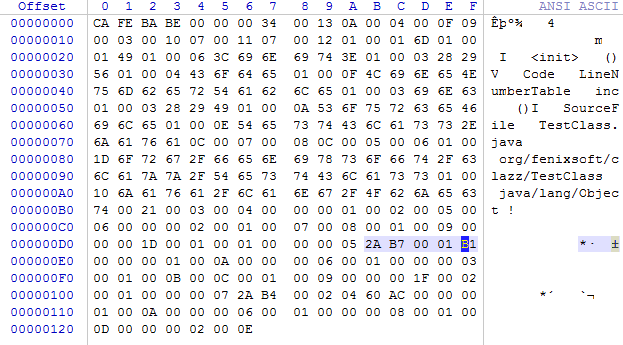 Offset 0 1 2 3 4 5 6 7 8 9 A B C D E F ANSI ASCII
00000000 CA FE BA BE 00 00 00 34 00 13 0A 00 04 00 0F 09 Êþº¾ 4
00000010 00 03 00 10 07 00 11 07 00 12 01 00 01 6D 01 00 m
00000020 01 49 01 00 06 3C 69 6E 69 74 3E 01 00 03 28 29 I <init> ()
00000030 56 01 00 04 43 6F 64 65 01 00 0F 4C 69 6E 65 4E V Code LineN
00000040 75 6D 62 65 72 54 61 62 6C 65 01 00 03 69 6E 63 umberTable inc
00000050 01 00 03 28 29 49 01 00 0A 53 6F 75 72 63 65 46 ()I SourceF
00000060 69 6C 65 01 00 0E 54 65 73 74 43 6C 61 73 73 2E ile TestClass.
00000070 6A 61 76 61 0C 00 07 00 08 0C 00 05 00 06 01 00 java
00000080 1D 6F 72 67 2F 66 65 6E 69 78 73 6F 66 74 2F 63 org/fenixsoft/c
00000090 6C 61 7A 7A 2F 54 65 73 74 43 6C 61 73 73 01 00 lazz/TestClass
000000A0 10 6A 61 76 61 2F 6C 61 6E 67 2F 4F 62 6A 65 63 java/lang/Objec
000000B0 74 00 21 00 03 00 04 00 00 00 01 00 02 00 05 00 t !
000000C0 06 00 00 00 02 00 01 00 07 00 08 00 01 00 09 00
000000D0 00 00 1D 00 01 00 01 00 00 00 05 2A B7 00 01 B1 *· ±
000000E0 00 00 00 01 00 0A 00 00 00 06 00 01 00 00 00 03
000000F0 00 01 00 0B 00 0C 00 01 00 09 00 00 00 1F 00 02
00000100 00 01 00 00 00 07 2A B4 00 02 04 60 AC 00 00 00 *´ `¬
00000110 01 00 0A 00 00 00 06 00 01 00 00 00 08 00 01 00
00000120 0D 00 00 00 02 00 0E